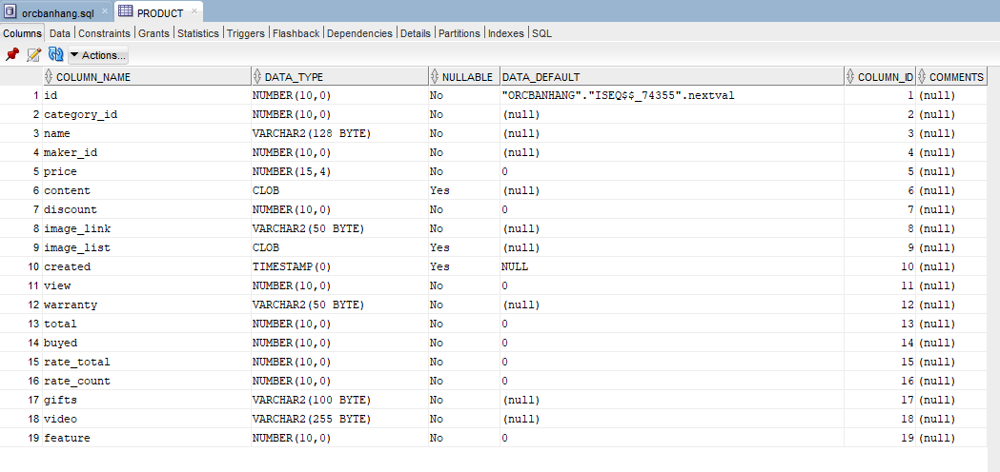 orcbanhang.sql PRODUCT
Columns Data Constraints Grants Statistics Triggers Flashback Dependencies Details Partitions Indexes SQL
Actions...
COLUMN_NAME DATA_TYPE NULLABLE DATA_DEFAULT COLUMN_ID COMMENTS
1 id NUMBER(10,0) No "ORCBANHANG"."ISEQ$$_74355".nextval 1 (null)
2 category_id NUMBER(10,0) No (null) 2 (null)
3 name VARCHAR2(128 BYTE) No (null) 3 (null)
4 maker_id NUMBER(10,0) No (null) 4 (null)
5 price NUMBER(15,4) No 0 5 (null)
6 content CLOB Yes (null) 6 (null)
7 discount NUMBER(10,0) No 0 7 (null)
8 image_link VARCHAR2(50 BYTE) No (null) 8 (null)
9 image_list CLOB Yes (null) 9 (null)
10 created TIMESTAMP(0) Yes NULL 10 (null)
11 view NUMBER(10,0) No 0 11 (null)
12 warranty VARCHAR2(50 BYTE) No (null) 12 (null)
13 total NUMBER(10,0) No 0 13 (null)
14 buyed NUMBER(10,0) No 0 14 (null)
15 rate_total NUMBER(10,0) No 0 15 (null)
16 rate_count NUMBER(10,0) No 0 16 (null)
17 gifts VARCHAR2(100 BYTE) No (null) 17 (null)
18 video VARCHAR2(255 BYTE) No (null) 18 (null)
19 feature NUMBER(10,0) No 0 19 (null)